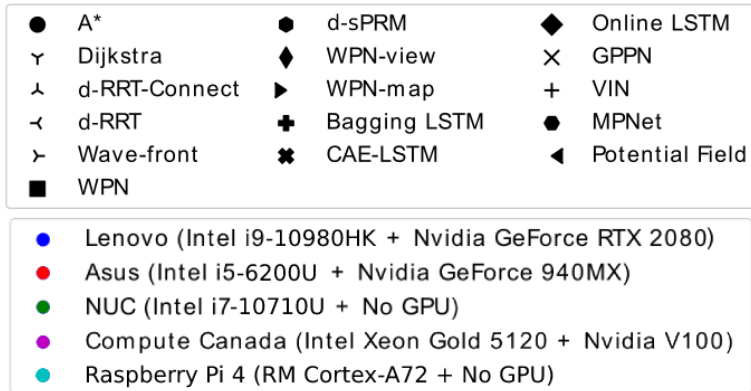 A* d-sPRM Online LSTM
Dijkstra WPN-view GPPN
d-RRT-Connect WPN-map VIN
d-RRT Bagging LSTM MPNet
Wave-front CAE-LSTM Potential Field
WPN
Lenovo (Intel i9-10980HK + Nvidia GeForce RTX 2080)
Asus (Intel i5-6200U + Nvidia GeForce 940MX)
NUC (Intel i7-10710U + No GPU)
Compute Canada (Intel Xeon Gold 5120 + Nvidia V100)
Raspberry Pi 4 (RM Cortex-A72 + No GPU)